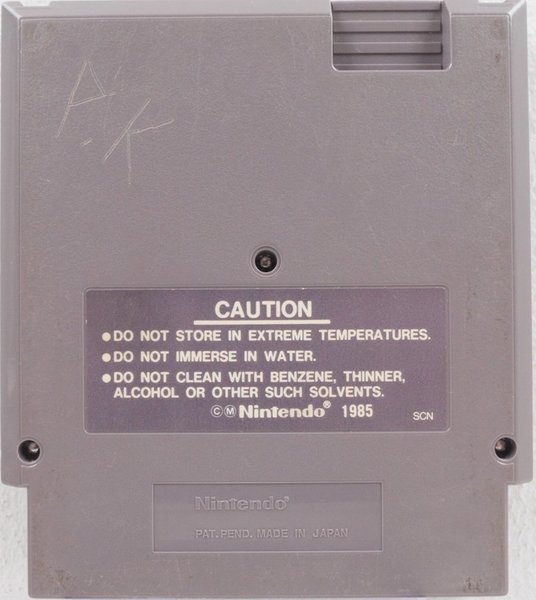 P.K
CAUTION
●DO NOT STORE IN EXTREME TEMPERATURES.
●DO NOT IMMERSE IN WATER.
●DO NOT CLEAN WITH BENZENE, THINNER,
ALCOHOL OR OTHER SUCH SOLVENTS.
ⒸⓂNintendo® 1985 SCN
Nintendo®
PAT.PEND. MADE IN JAPAN